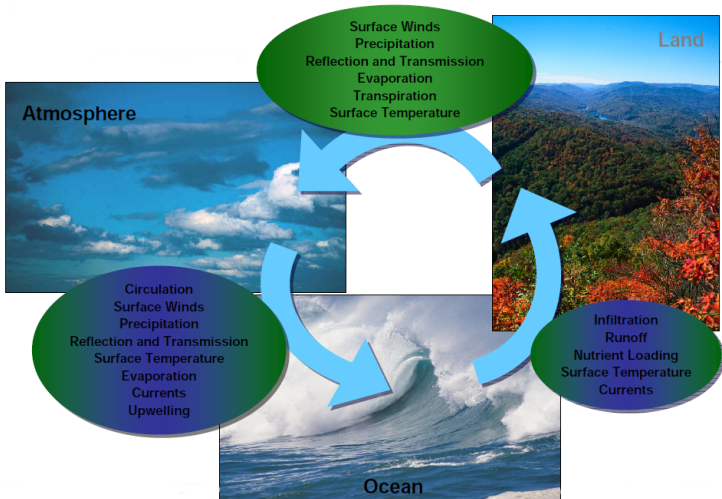 Surface Winds
Precipitation
Reflection and Transmission
Evaporation
Transpiration
Surface Temperature
Land
Atmosphere
Circulation
Surface Winds
Precipitation
Reflection and Transmission
Surface Temperature
Evaporation
Currents
Upwelling
Infiltration
Runoff
Nutrient Loading
Surface Temperature
Currents
Ocean